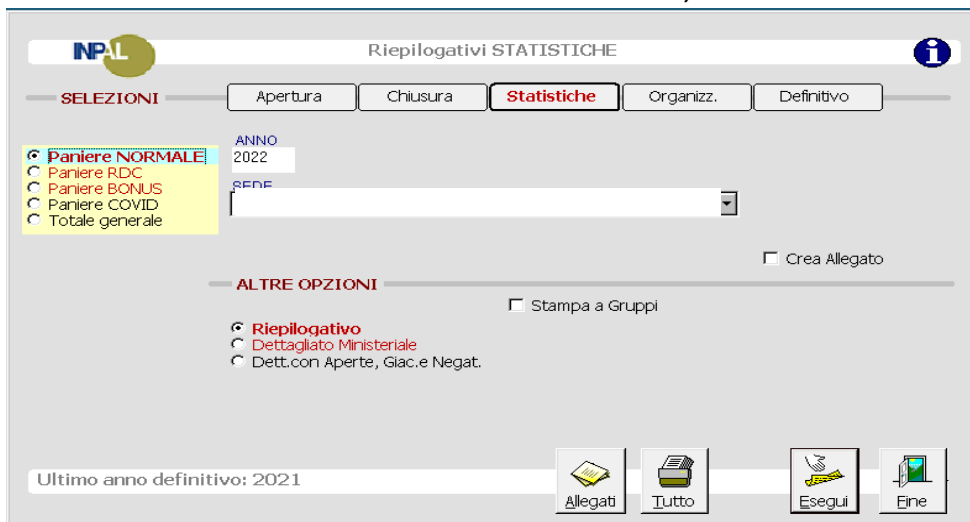 INPAL
Riepilogativi STATISTICHE
SELEZIONI
Apertura Chiusura Statistiche Organizz. Definitivo
Paniere NORMALE
Paniere RDC
Paniere BONUS
Paniere COVID
Totale generale
ANNO
2022
SEDE
Crea Allegato
ALTRE OPZIONI
Stampa a Gruppi
Riepilogativo
Dettagliato Ministeriale
Dett.con Aperte, Giac.e Negat.
Ultimo anno definitivo: 2021
Allegati Tutto Esegui Fine